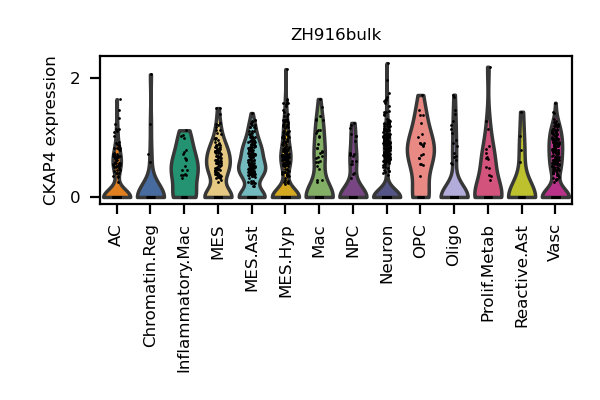 ZH916bulk
CKAP4 expression
2
0
AC
Chromatin.Reg
Inflammatory.Mac
MES
MES.Ast
MES.Hyp
Mac
NPC
Neuron
OPC
Oligo
Prolif.Metab
Reactive.Ast
Vasc